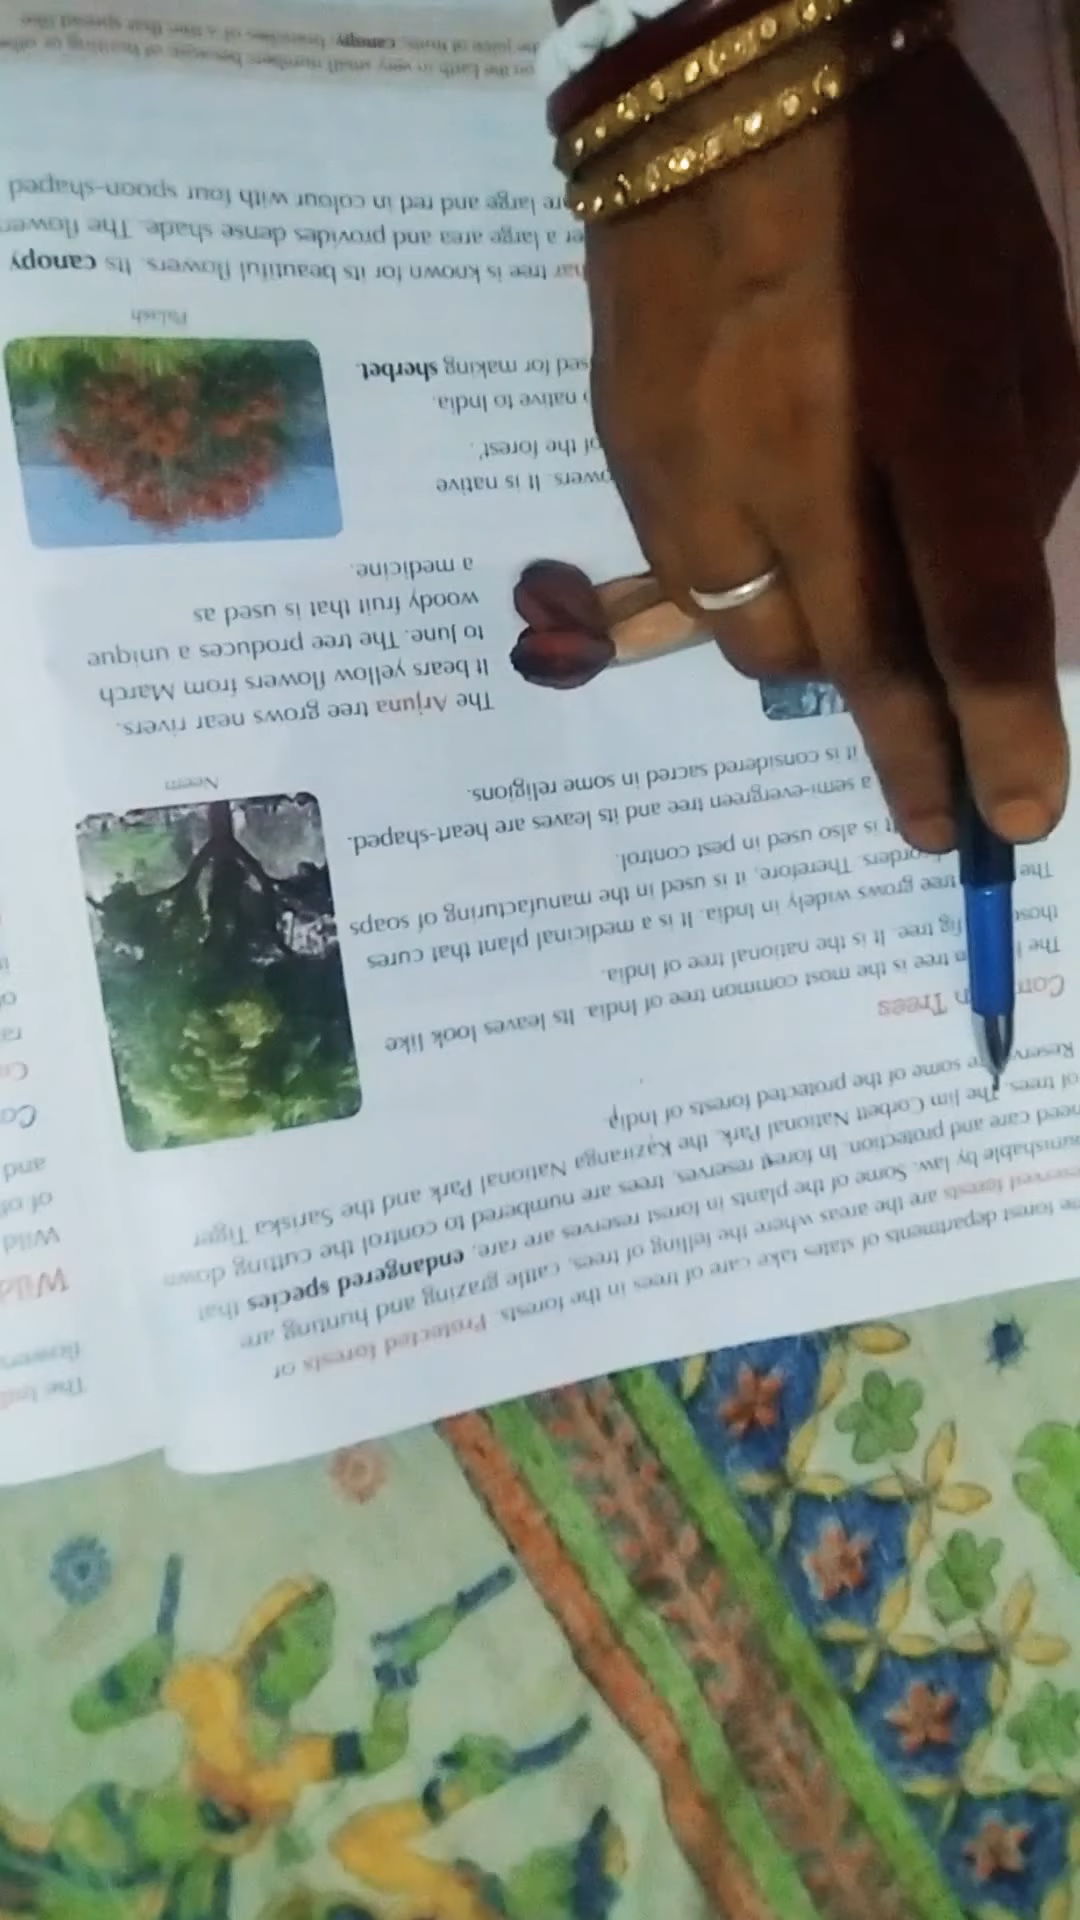 he forest departments of states take care of trees in the forests. Protected forests or
reserved forests are the areas where the felling of trees, cattle grazing and hunting are
punishable by law. Some of the plants in forest reserves are rare, endangered species that
need care and protection. In forest reserves, trees are numbered to control the cutting down
of trees. The Jim Corbett National Park, the Kaziranga National Park and the Sariska Tiger
Reserve are some of the protected forests of India.
Com n Trees
The n tree is the most common tree of India. Its leaves look like
those fig tree. It is the national tree of India.
The tree grows widely in India. It is a medicinal plant that cures
disorders. Therefore, it is used in the manufacturing of soaps
It is also used in pest control.
a semi-evergreen tree and its leaves are heart-shaped.
it is considered sacred in some religions.
Neem
The Arjuna tree grows near rivers.
It bears yellow flowers from March
to June. The tree produces a unique
woody fruit that is used as
a medicine.
owers. It is native
of the forest'.
native to India.
used for making sherbet.
Palash
har tree is known for its beautiful flowers. Its canopy
er a large area and provides dense shade. The flower
are large and red in colour with four spoon-shaped
on the Earth in very small numbers because of hunting or
juice of fruits, canopy: branches of a tree that spread like
The
flowers
Wild
Wild
of
and
Co